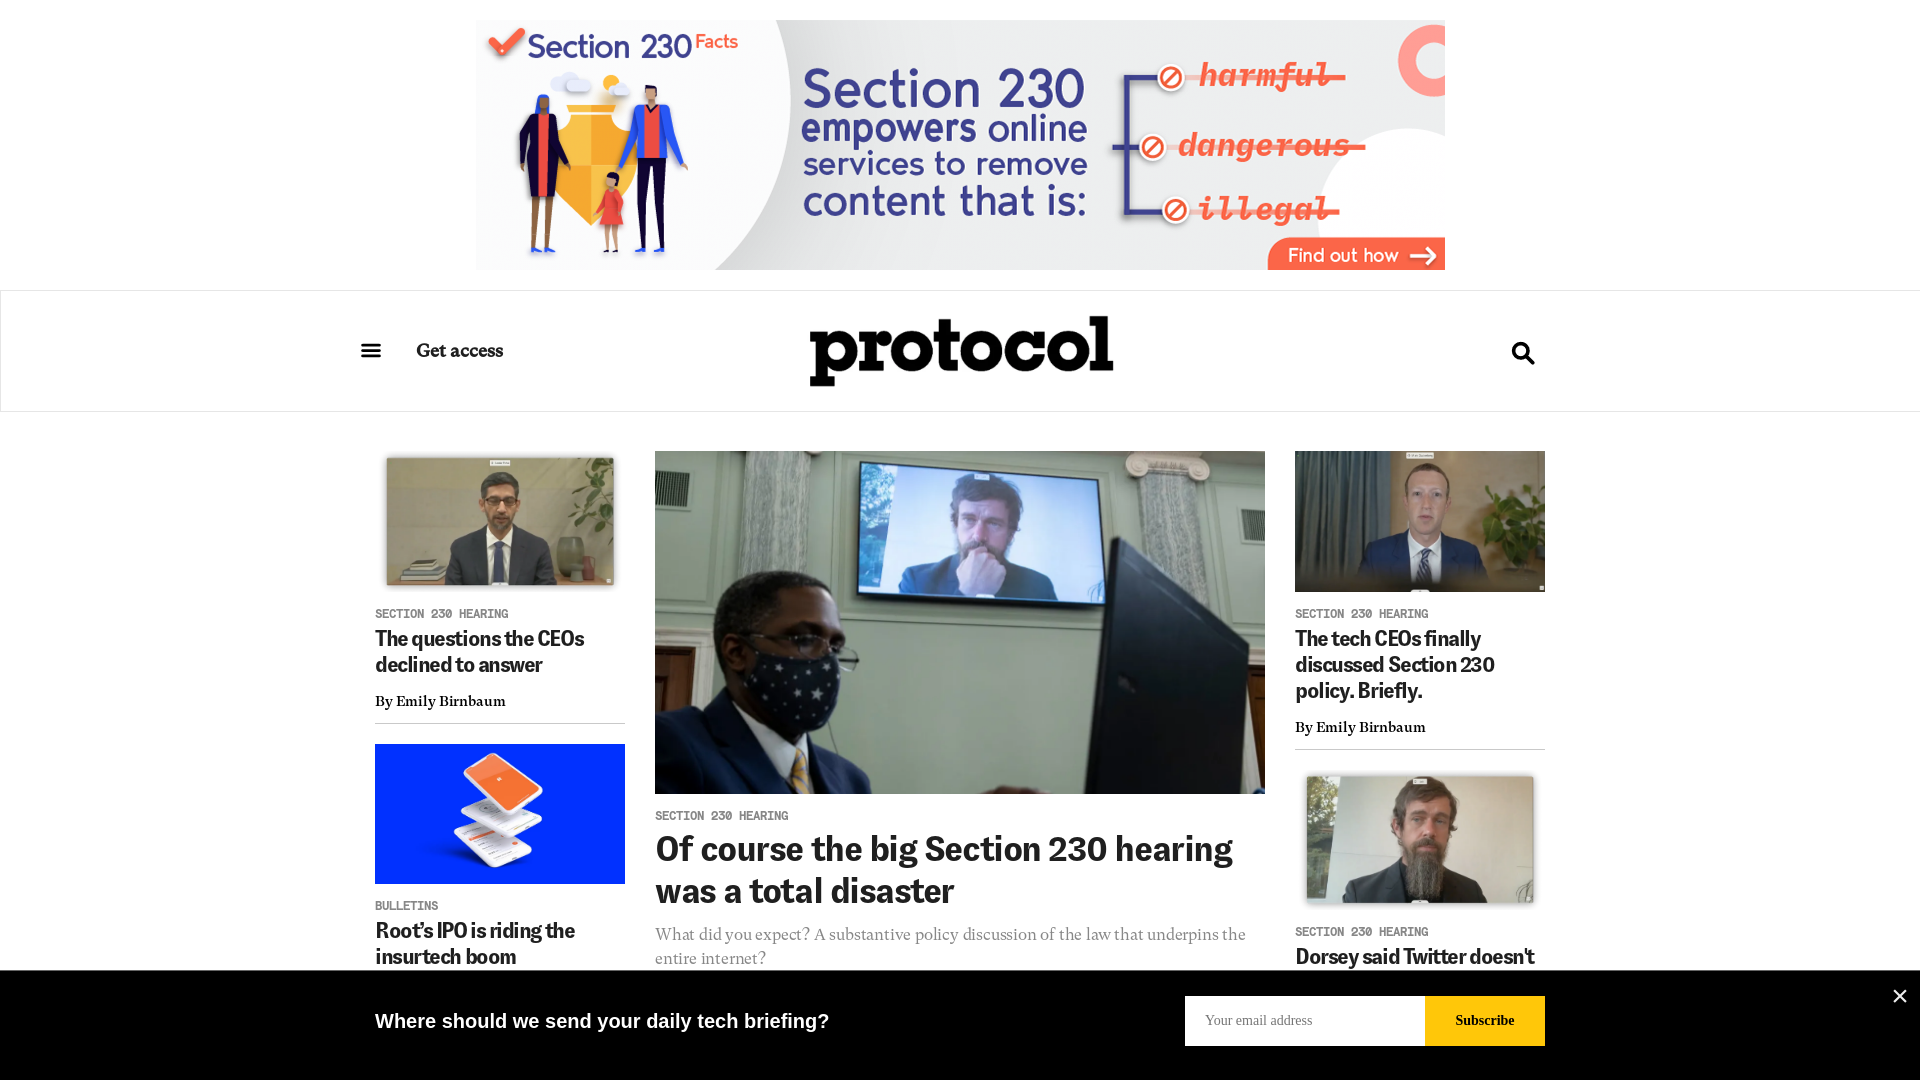 Section 230 Facts
Section 230
empowers online
services to remove
content that is:
harmful
dangerous
illegal
Find out how
Get access
protocol
SECTION 230 HEARING
The questions the CEOs
declined to answer
By Emily Birnbaum
BULLETINS
Root’s IPO is riding the
insurtech boom
SECTION 230 HEARING
Of course the big Section 230 hearing
was a total disaster
What did you expect? A substantive policy discussion of the law that underpins the
entire internet?
SECTION 230 HEARING
The tech CEOs finally
discussed Section 230
policy. Briefly.
By Emily Birnbaum
SECTION 230 HEARING
Dorsey said Twitter doesn't
Where should we send your daily tech briefing?
Your email address
Subscribe